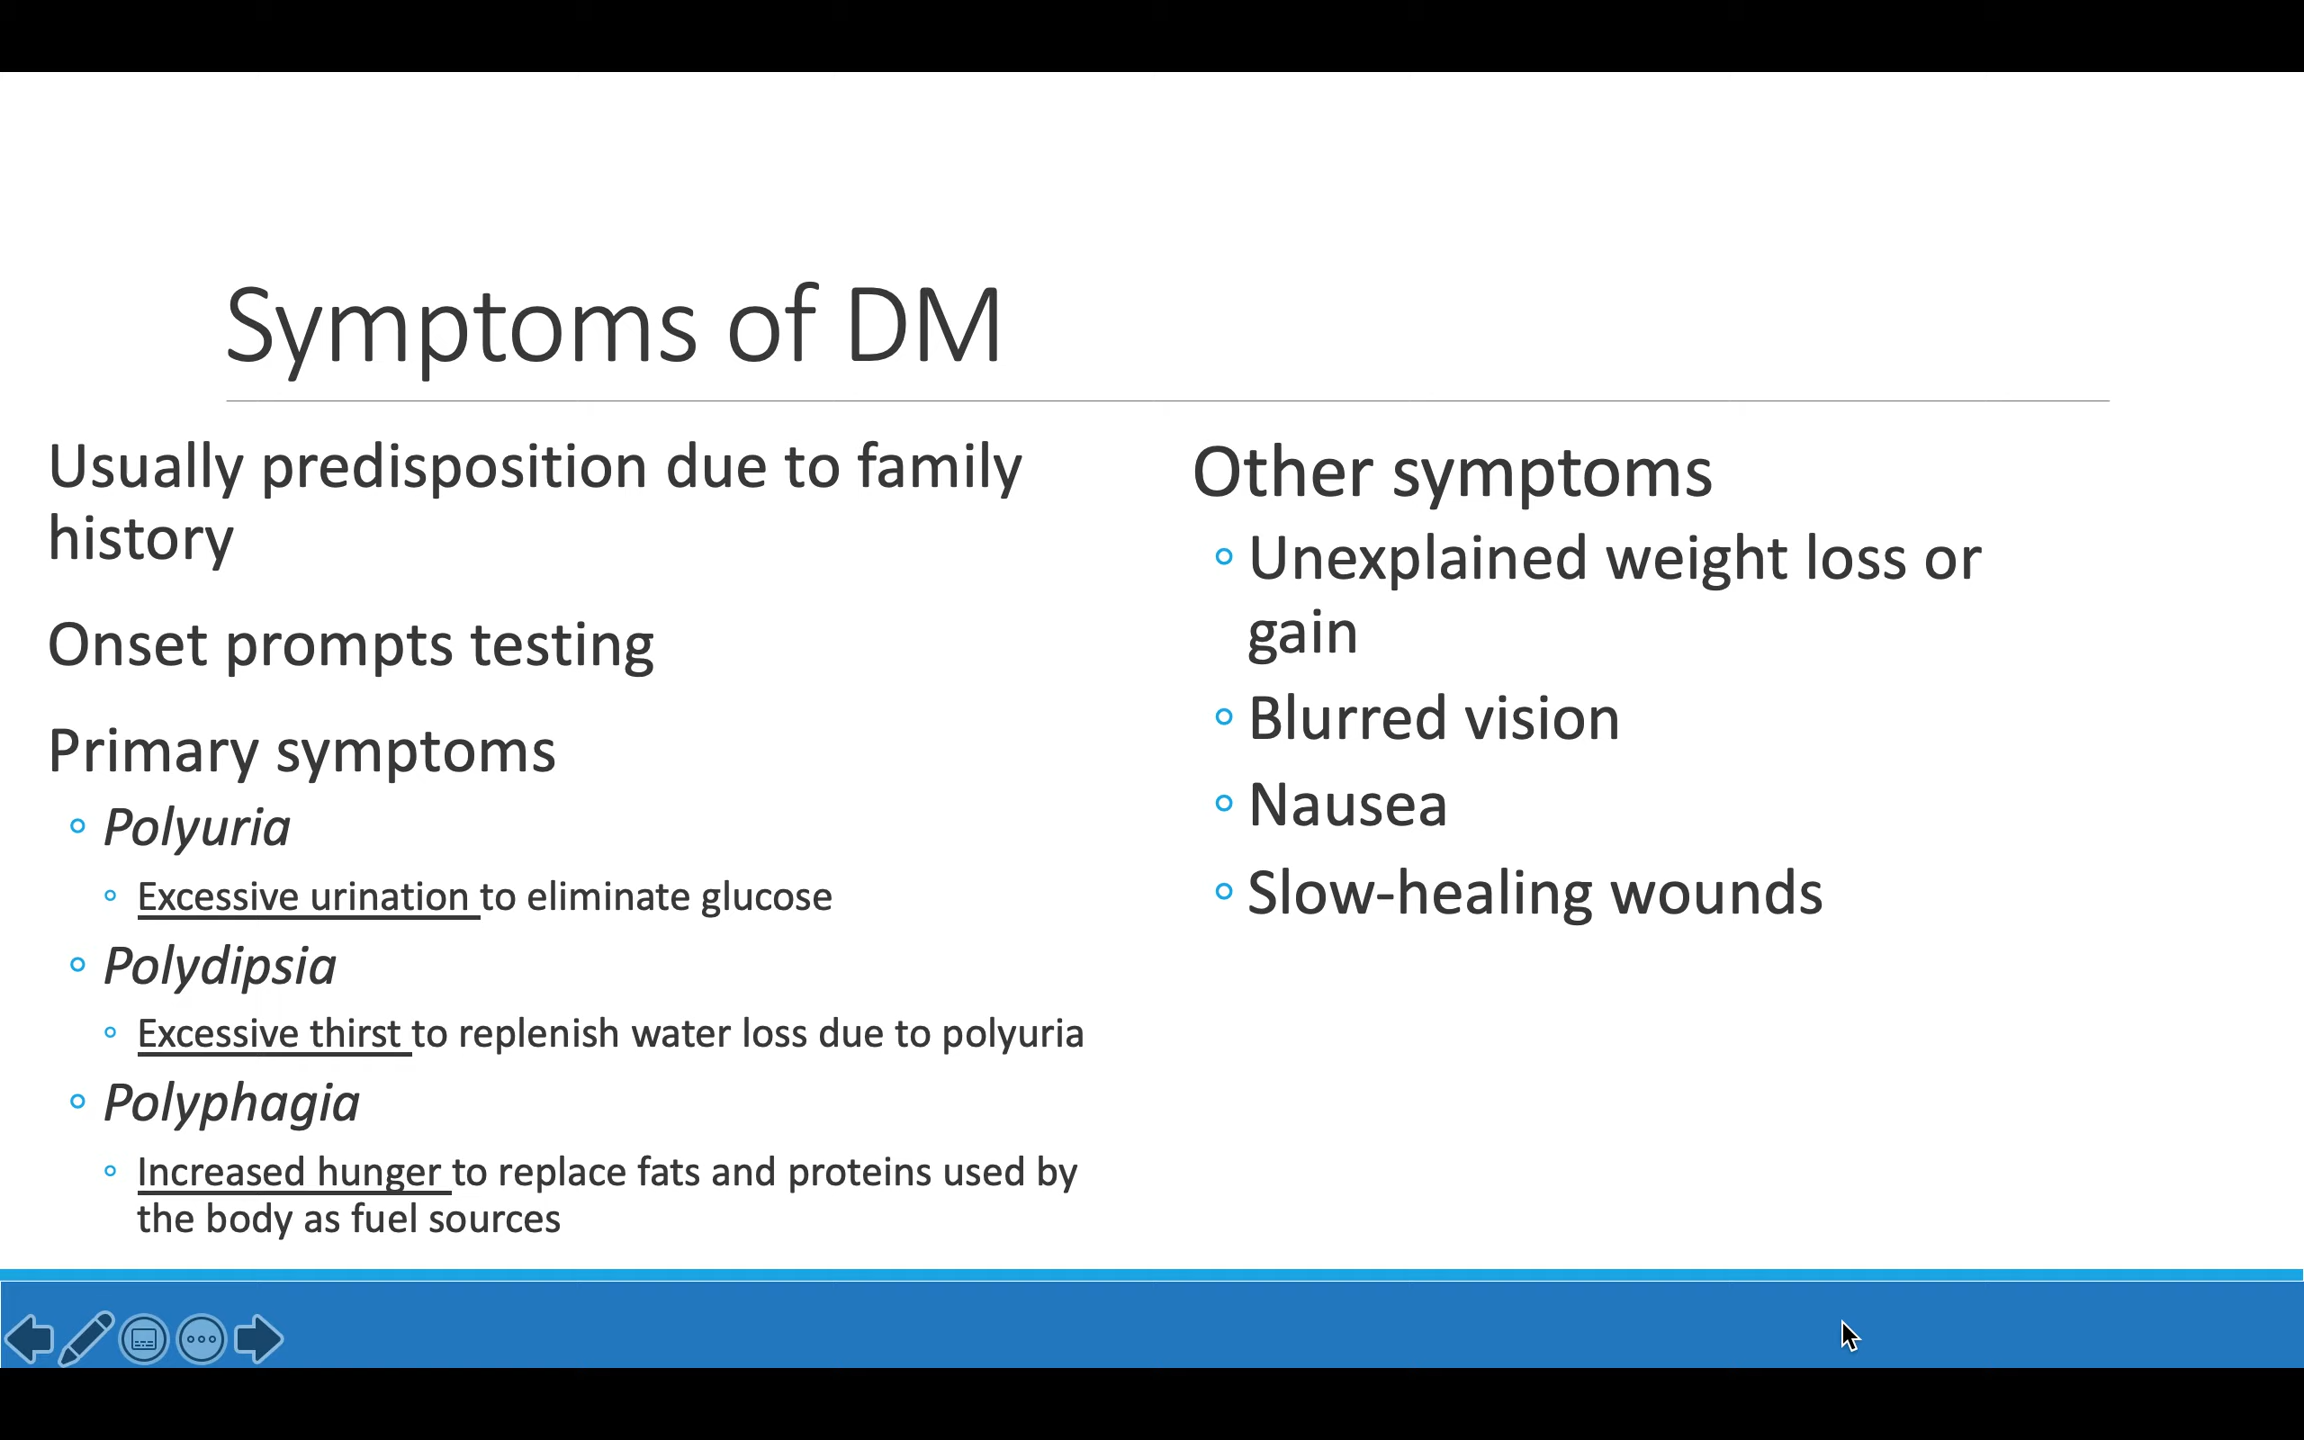 Symptoms of DM
Usually predisposition due to family
history
Onset prompts testing
Primary symptoms
Polyuria
Excessive urination to eliminate glucose
Polydipsia
Excessive thirst to replenish water loss due to polyuria
Polyphagia
Increased hunger to replace fats and proteins used by
the body as fuel sources
Other symptoms
Unexplained weight loss or
gain
Blurred vision
Nausea
Slow-healing wounds